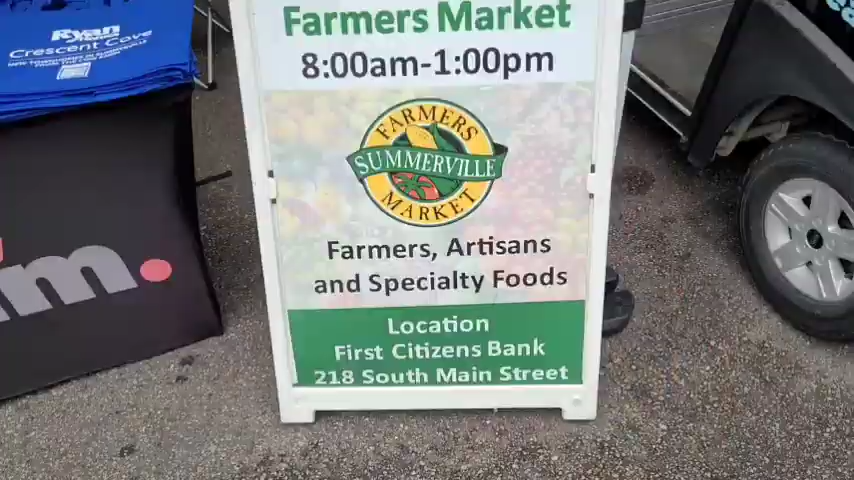 Ryan
Crescent Cove
Farmers Market
8:00am-1:00pm
FARMERS
SUMMERVILLE
MARKET
Farmers, Artisans
and Specialty Foods
m.
Location
First Citizens Bank
218 South Main Street